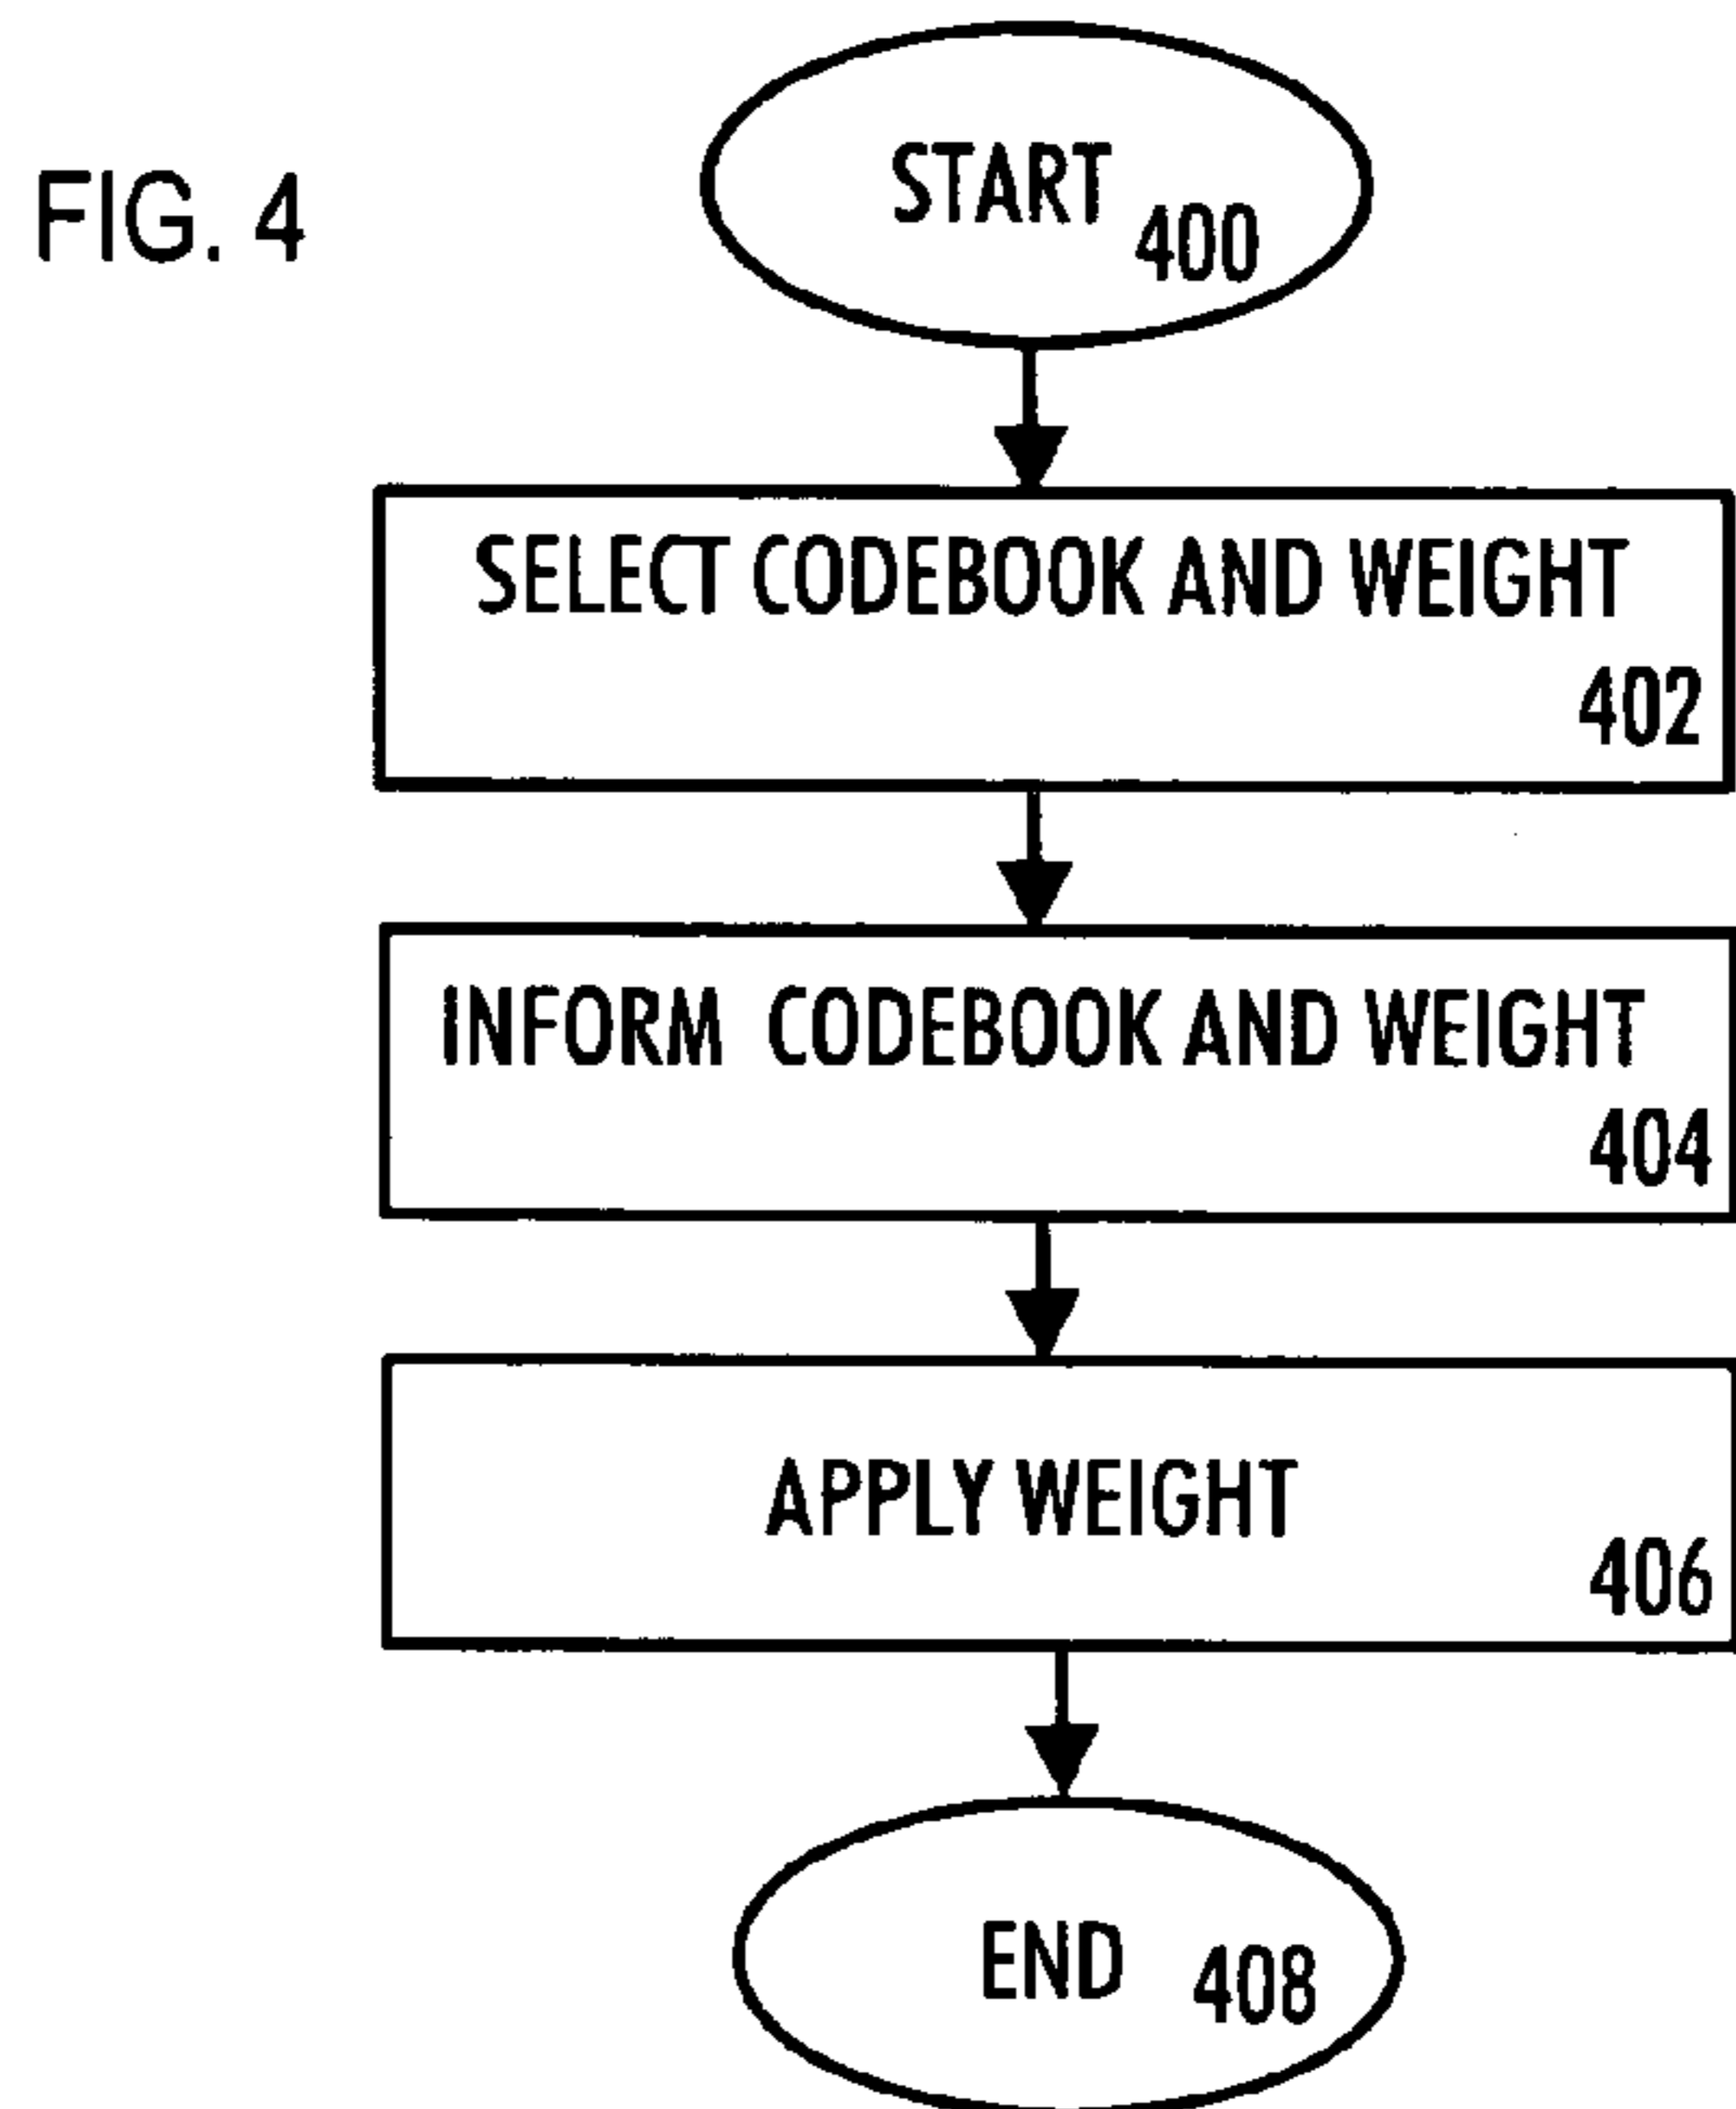 FIG. 4
START
400
SELECT CODEBOOK AND WEIGHT
402
INFORM CODEBOOK AND WEIGHT
404
APPLY WEIGHT
406
END
408